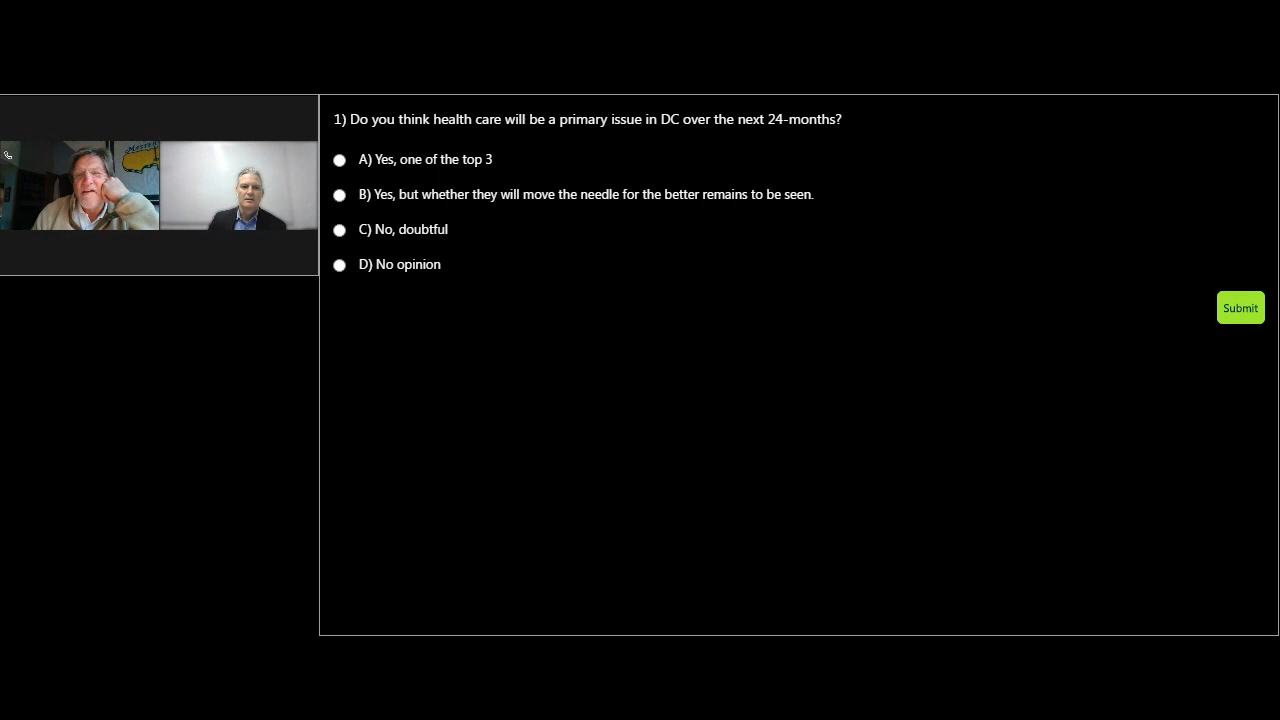 Masters
1) Do you think health care will be a primary issue in DC over the next 24-months?
A) Yes, one of the top 3
B) Yes, but whether they will move the needle for the better remains to be seen.
C) No, doubtful
D) No opinion
Submit